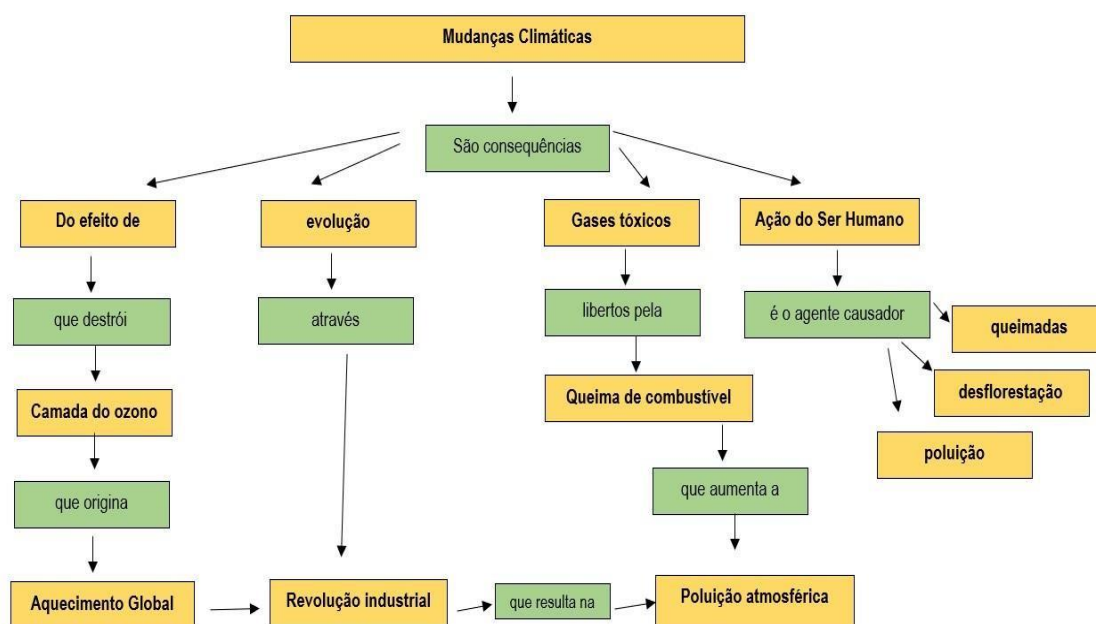 Mudanças Climáticas
São consequências
Do efeito de
evolução
Gases tóxicos
Ação do Ser Humano
que destrói
através
libertos pela
é o agente causador
queimadas
Camada do ozono
Queima de combustível
desflorestação
poluição
que origina
que aumenta a
Aquecimento Global
Revolução industrial
que resulta na
Poluição atmosférica